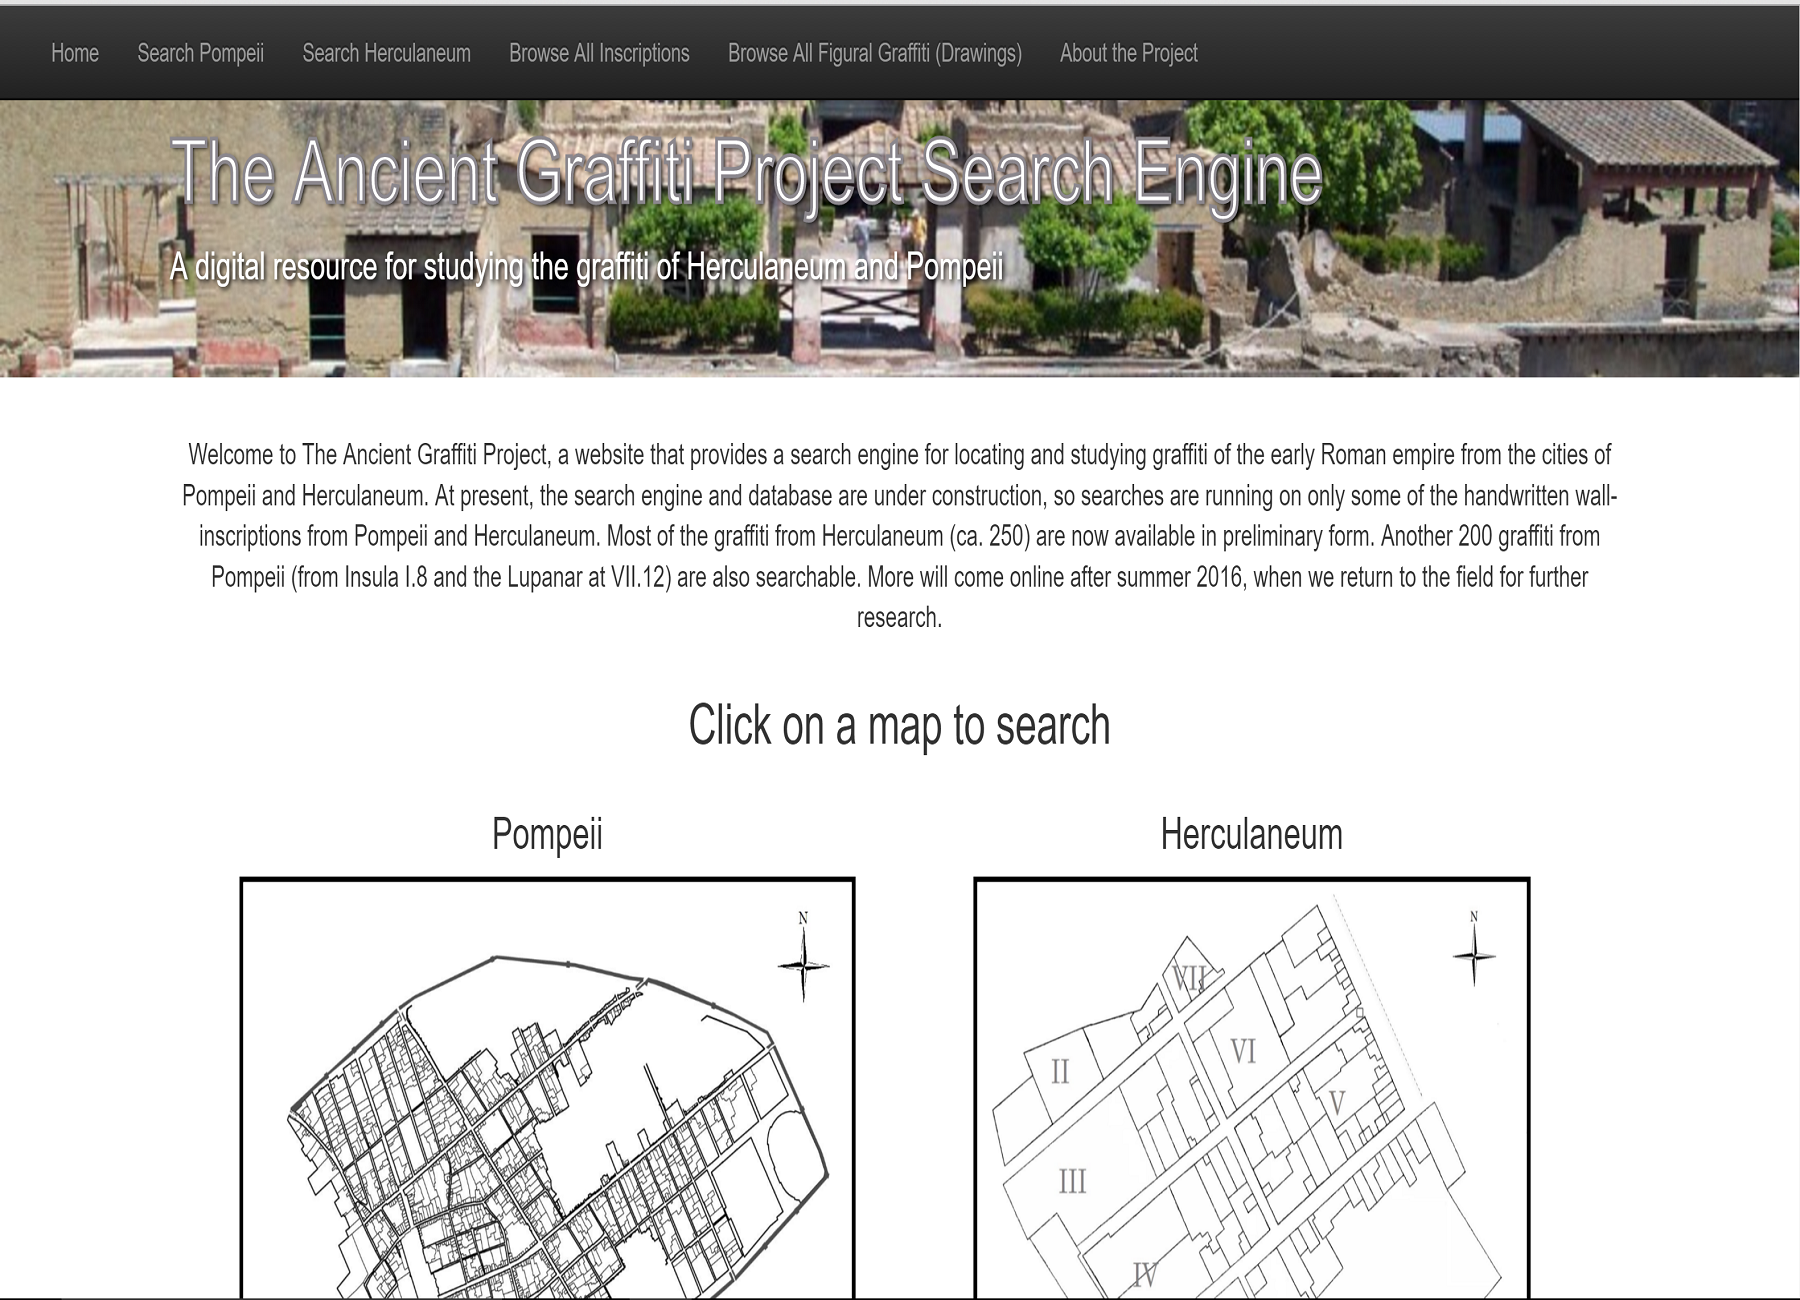 Home Search Pompeii Search Herculaneum Browse All Inscriptions Browse All Figural Graffiti (Drawings) About the Project
The Ancient Graffiti Project Search Engine
A digital resource for studying the graffiti of Herculaneum and Pompeii
Welcome to The Ancient Graffiti Project, a website that provides a search engine for locating and studying graffiti of the early Roman empire from the cities of
Pompeii and Herculaneum. At present, the search engine and database are under construction, so searches are running on only some of the handwritten wall-
inscriptions from Pompeii and Herculaneum. Most of the graffiti from Herculaneum (ca. 250) are now available in preliminary form. Another 200 graffiti from
Pompeii (from Insula I.8 and the Lupanar at VII.12) are also searchable. More will come online after summer 2016, when we return to the field for further
research.
Click on a map to search
Pompeii
N
Herculaneum
N
VII
VI
II
V
III
IV